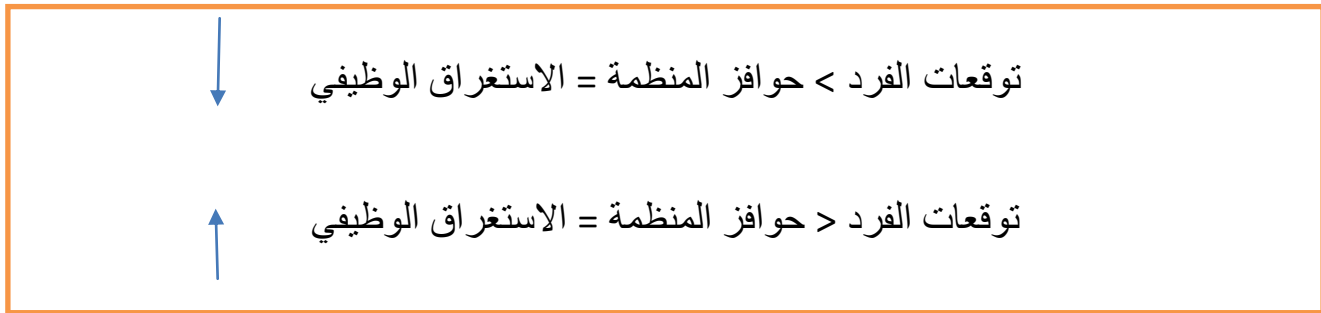 توقعات الفرد > حوافز المنظمة = الاستغراق الوظيفي
توقعات الفرد < حوافز المنظمة = الاستغراق الوظيفي